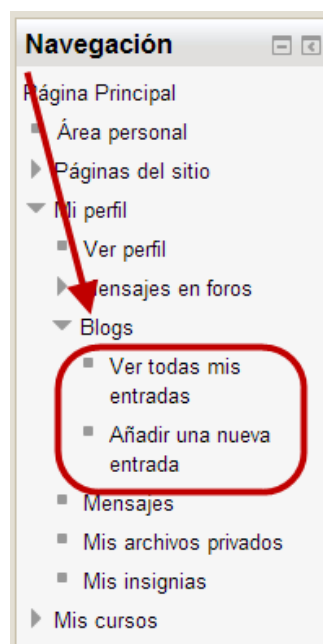 Navegación
Página Principal
Área personal
Páginas del sitio
Mi perfil
Ver perfil
Mensajes en foros
Blogs
Ver todas mis
entradas
Añadir una nueva
entrada
Mensajes
Mis archivos privados
Mis insignias
Mis cursos